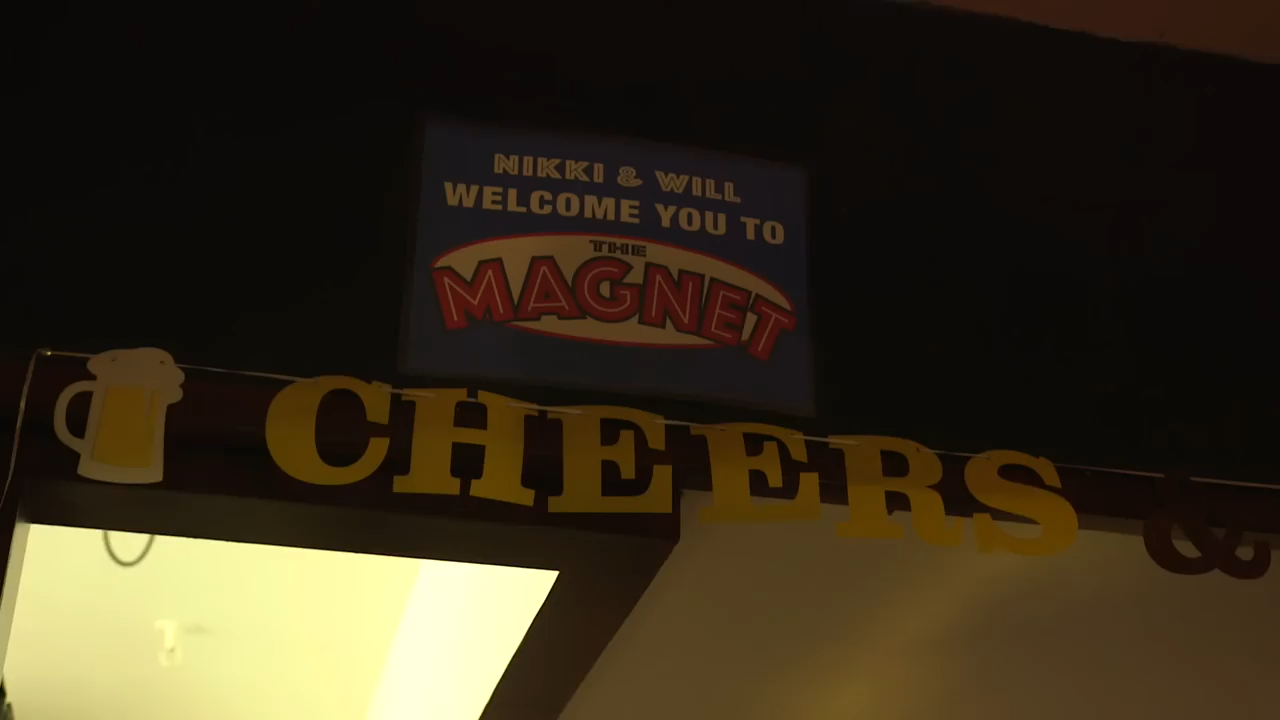 NIKKI & WILL
WELCOME YOU TO
THE
MAGNET
CHEERS &